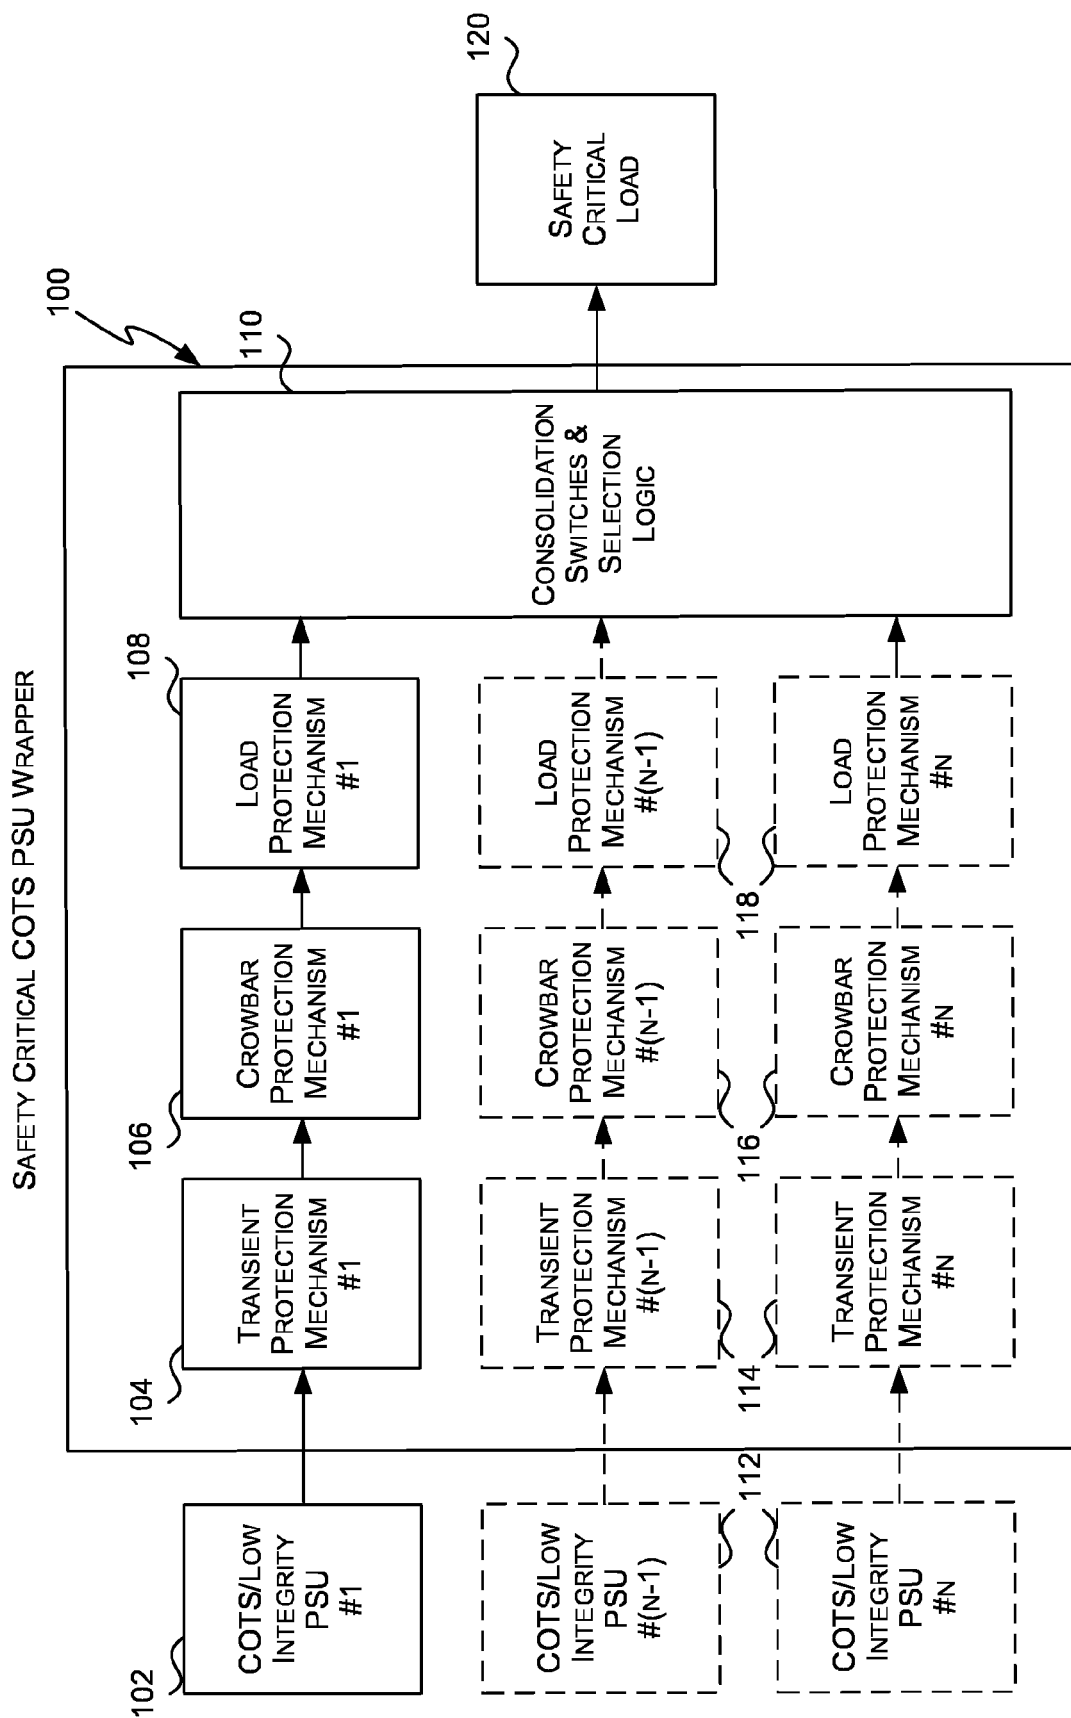 SAFETY CRITICAL COTS PSU WRAPPER
100
102
COTS/LOW
INTEGRITY
PSU
#1
104
TRANSIENT
PROTECTION
MECHANISM
#1
106
CROWBAR
PROTECTION
MECHANISM
#1
108
LOAD
PROTECTION
MECHANISM
#1
110
CONSOLIDATION
SWITCHES &
SELECTION
LOGIC
120
SAFETY
CRITICAL
LOAD
COTS/LOW
INTEGRITY
PSU
#(N-1)
TRANSIENT
PROTECTION
MECHANISM
#(N-1)
CROWBAR
PROTECTION
MECHANISM
#(N-1)
LOAD
PROTECTION
MECHANISM
#(N-1)
112
114
116
118
COTS/LOW
INTEGRITY
PSU
#N
TRANSIENT
PROTECTION
MECHANISM
#N
CROWBAR
PROTECTION
MECHANISM
#N
LOAD
PROTECTION
MECHANISM
#N